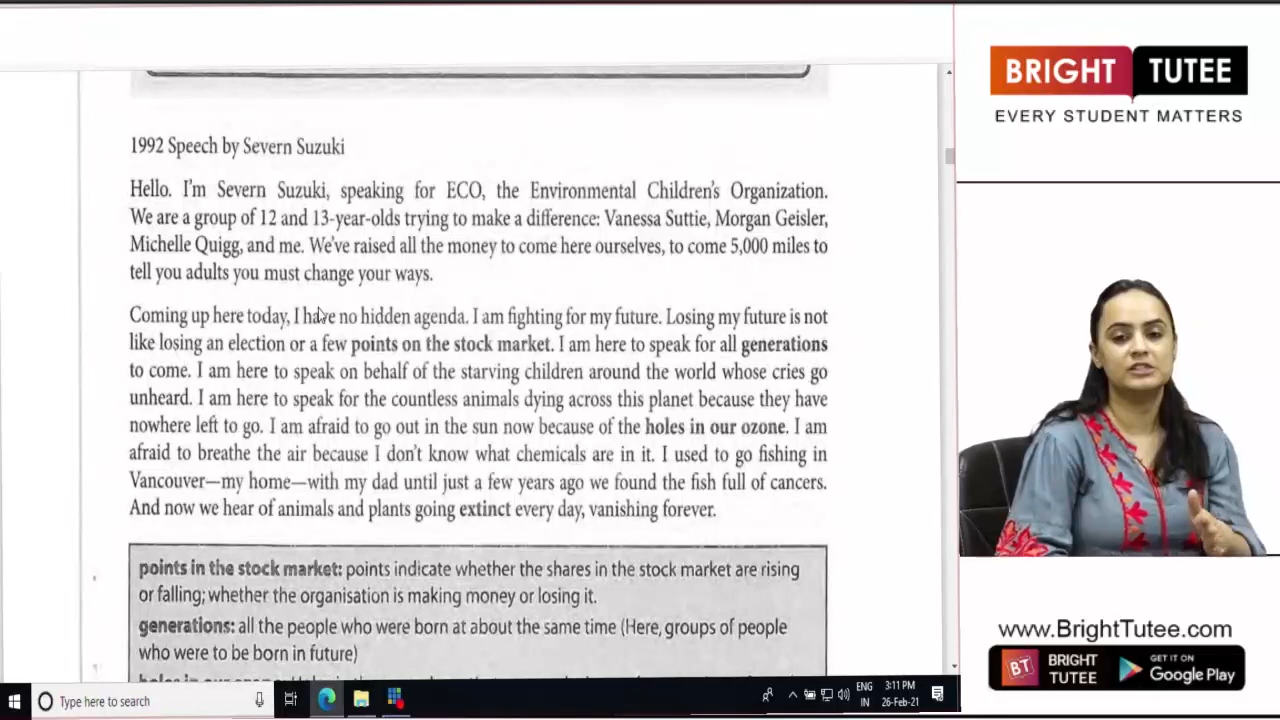 1992 Speech by Severn Suzuki
Hello. I'm Severn Suzuki, speaking for ECO, the Environmental Children's Organization.
We are a group of 12 and 13-year-olds trying to make a difference: Vanessa Suttie, Morgan Geisler,
Michelle Quigg, and me. We've raised all the money to come here ourselves, to come 5,000 miles to
tell you adults you must change your ways.
Coming up here today, I have no hidden agenda. I am fighting for my future. Losing my future is not
like losing an election or a few points on the stock market. I am here to speak for all generations
to come. I am here to speak on behalf of the starving children around the world whose cries go
unheard. I am here to speak for the countless animals dying across this planet because they have
nowhere left to go. I am afraid to go out in the sun now because of the holes in our ozone. I am
afraid to breathe the air because I don't know what chemicals are in it. I used to go fishing in
Vancouver—my home—with my dad until just a few years ago we found the fish full of cancers.
And now we hear of animals and plants going extinct every day, vanishing forever.
points in the stock market: points indicate whether the shares in the stock market are rising
or falling; whether the organisation is making money or losing it.
generations: all the people who were born at about the same time (Here, groups of people
who were to be born in future)
BRIGHT TUTEE
EVERY STUDENT MATTERS
www.BrightTutee.com
BT BRIGHT TUTEE
GET IT ON
Google Play
Type here to search
ENG
IN
3:11 PM
26-Feb-21